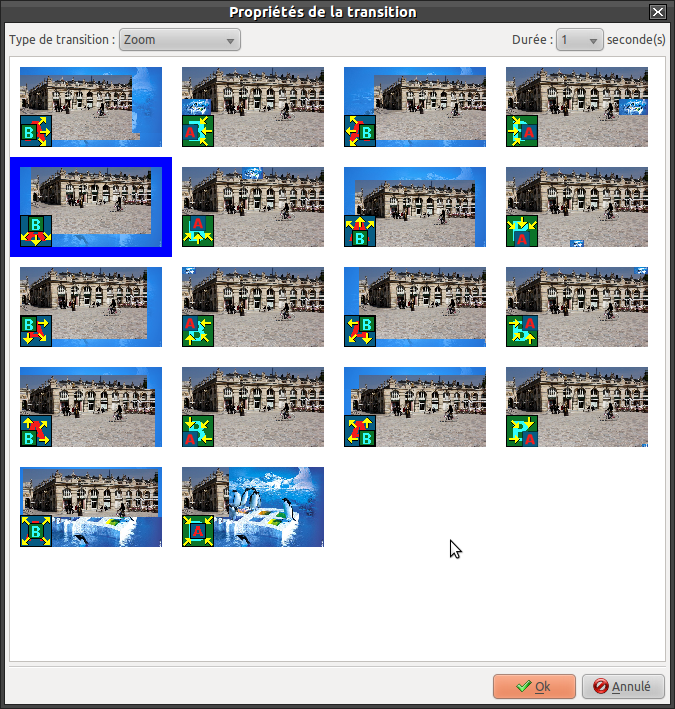 Propriétés de la transition
Type de transition : Zoom Durée : 1 seconde(s)
B A B A
B A B A
B A B A
B A B A
B A
Ok Annulé